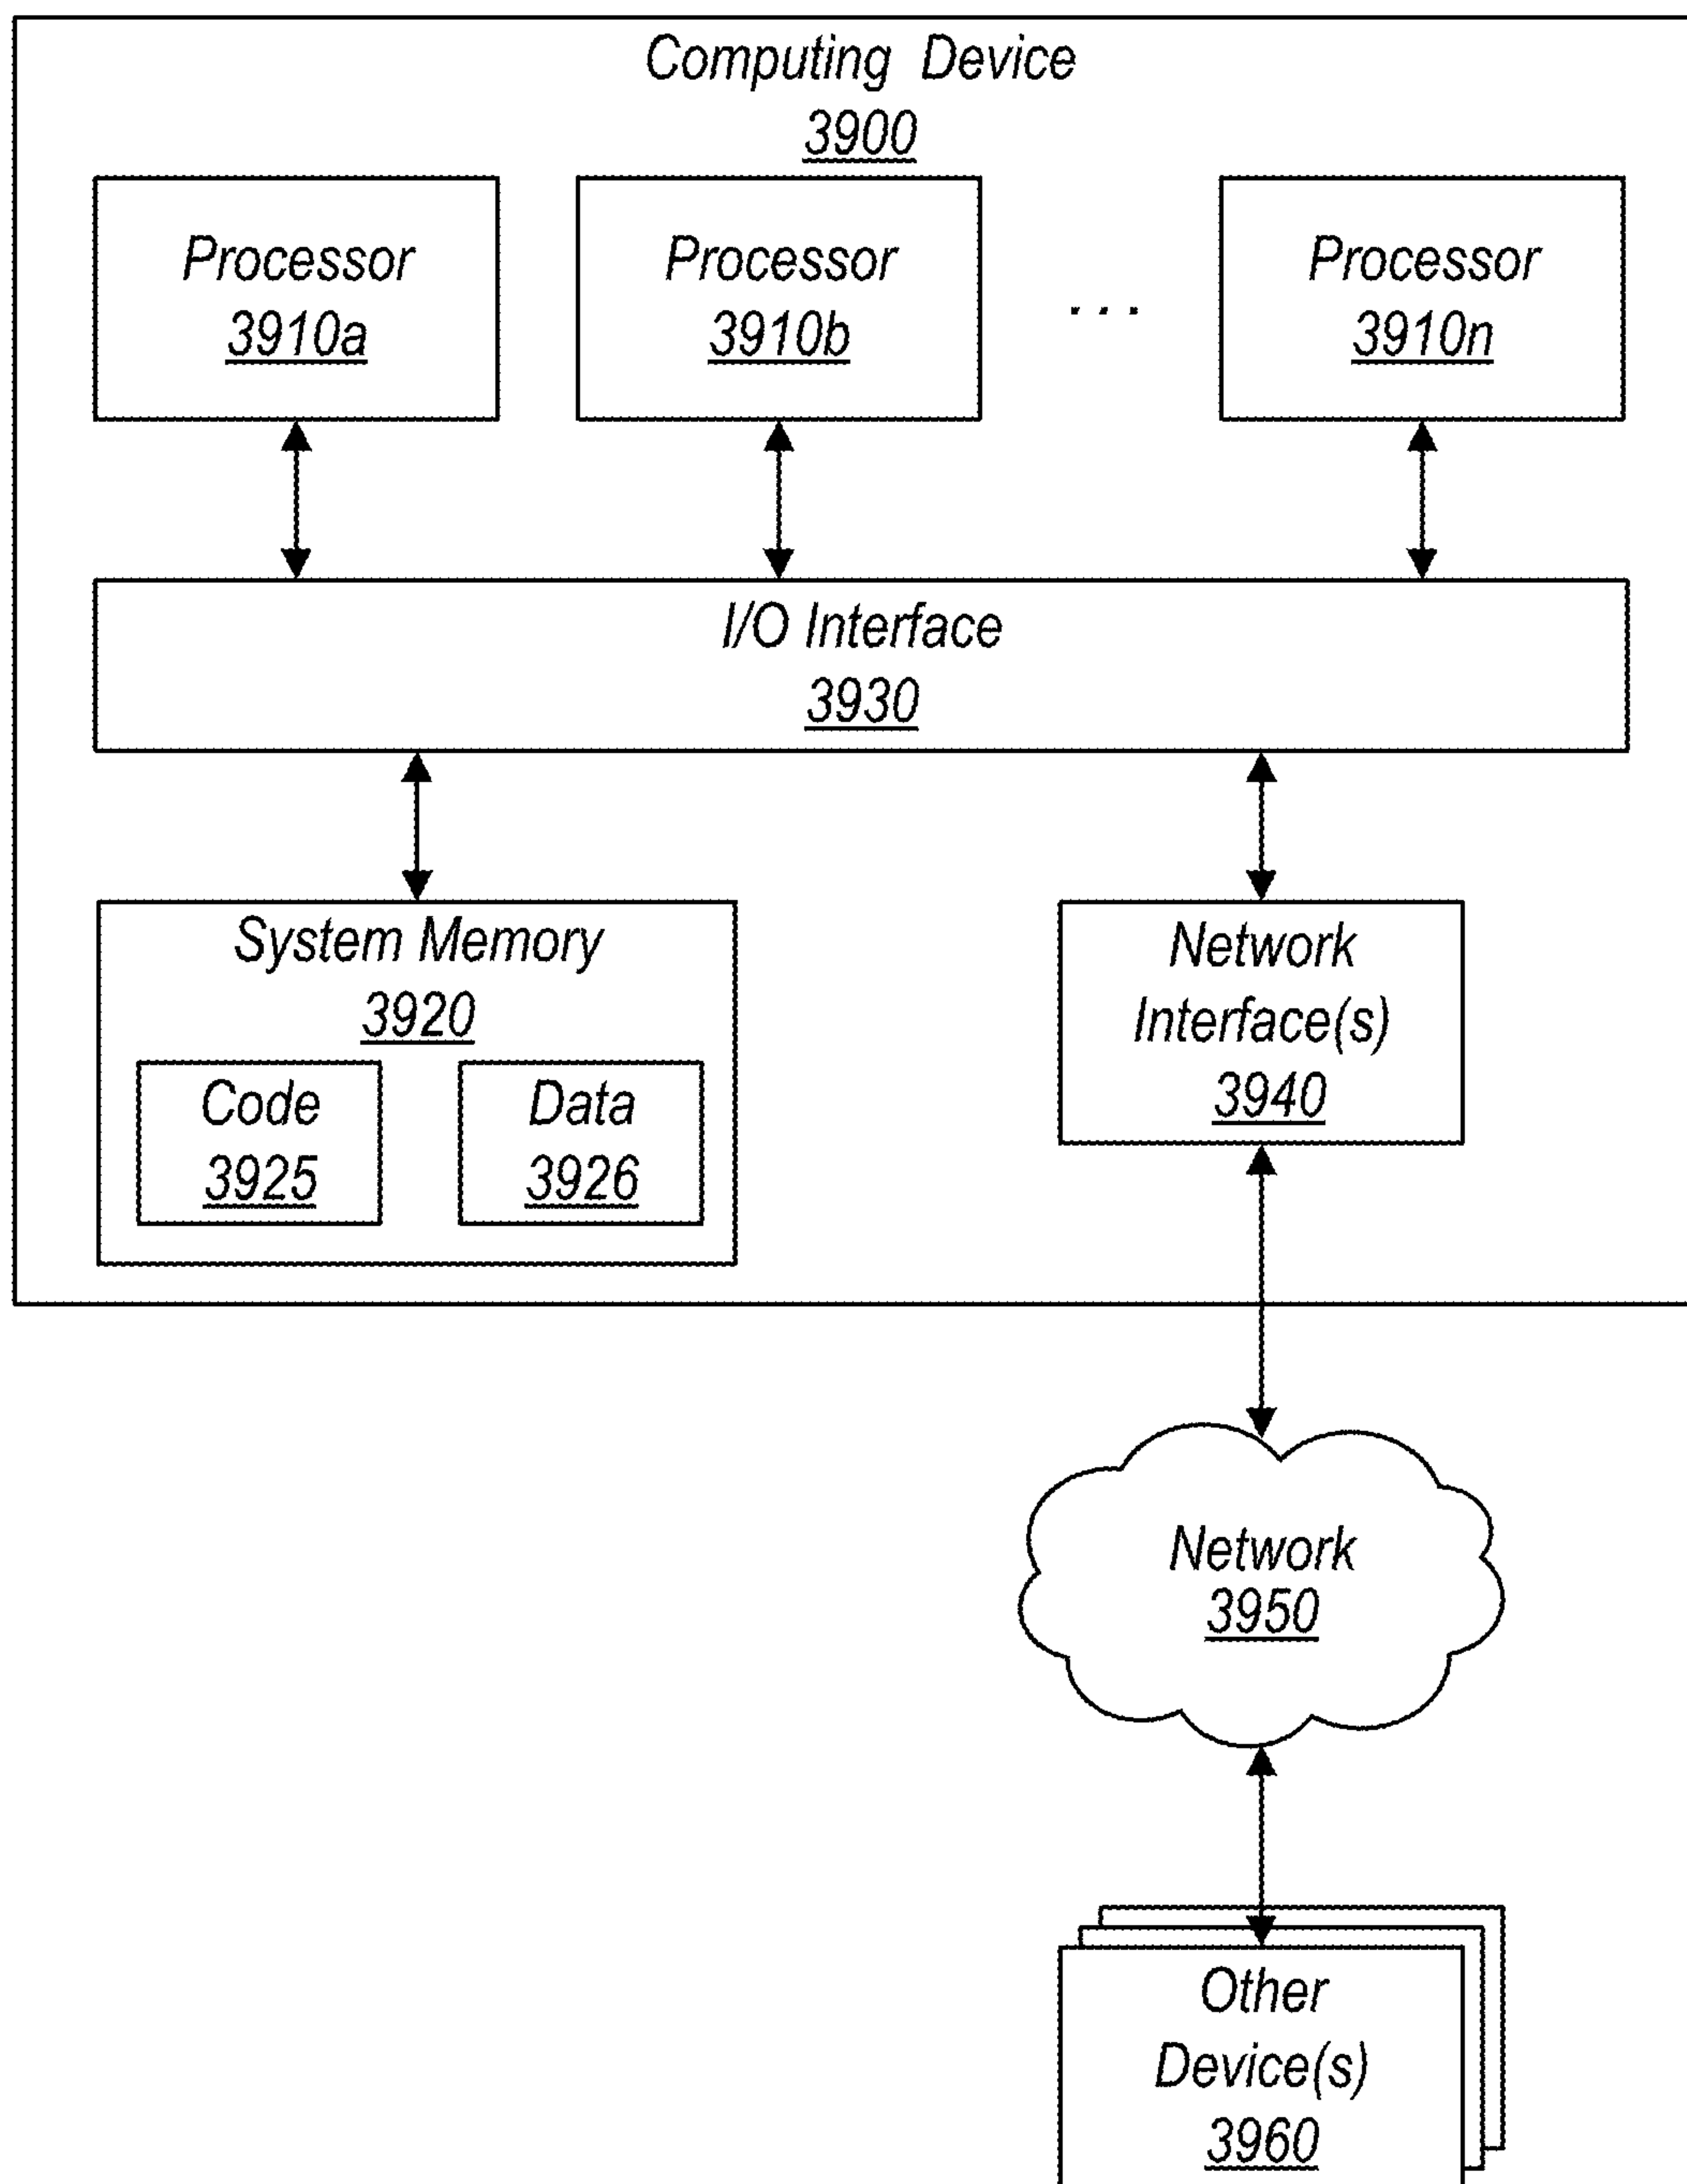 Computing Device
3900
Processor
3910a
Processor
3910b
. . .
Processor
3910n
I/O Interface
3930
System Memory
3920
Code
3925
Data
3926
Network
Interface(s)
3940
Network
3950
Other
Device(s)
3960